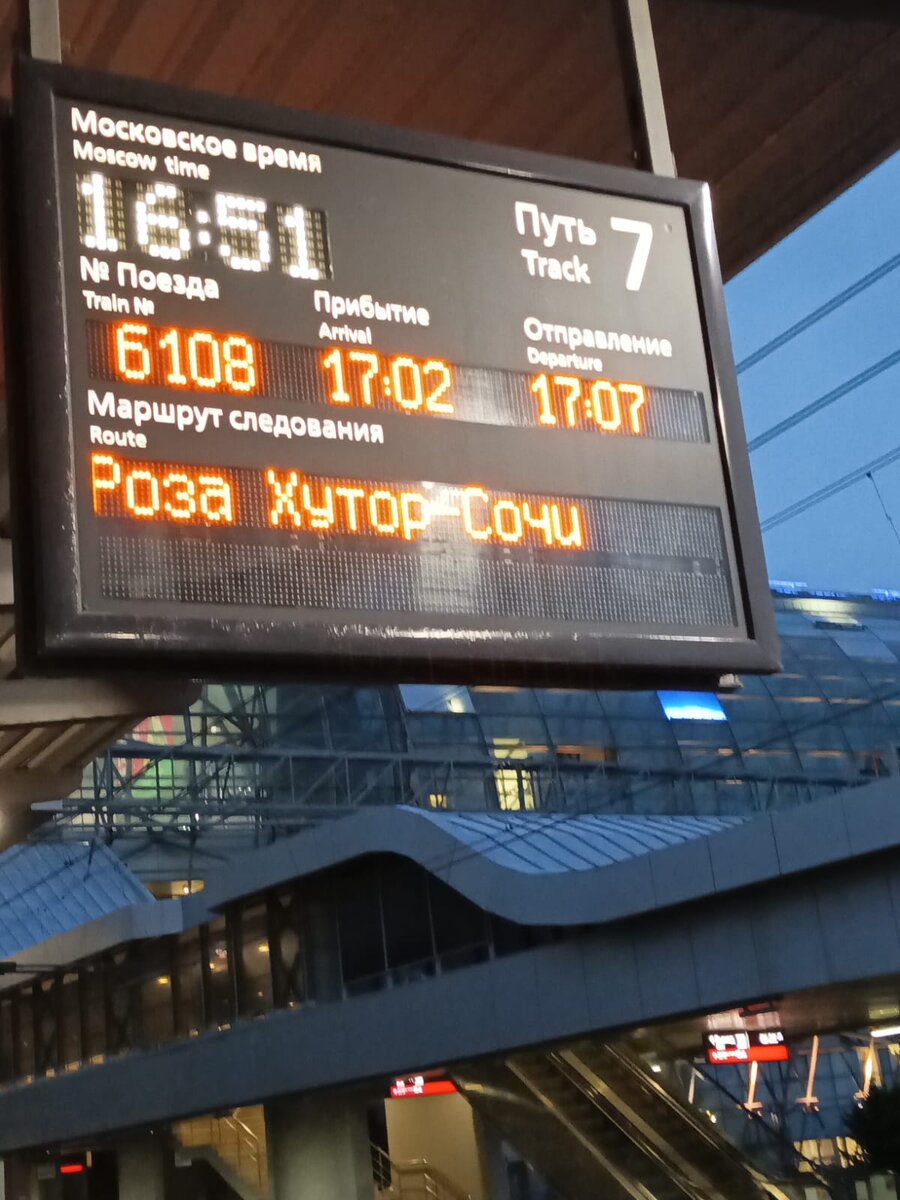 Московское время
Moscow time
16:51
Путь 7
Track
№ Поезда
Train №
Прибытие
Arrival
Отправление
Departure
6108 17:02 17:07
Маршрут следования
Route
Роза Хутор-Сочи